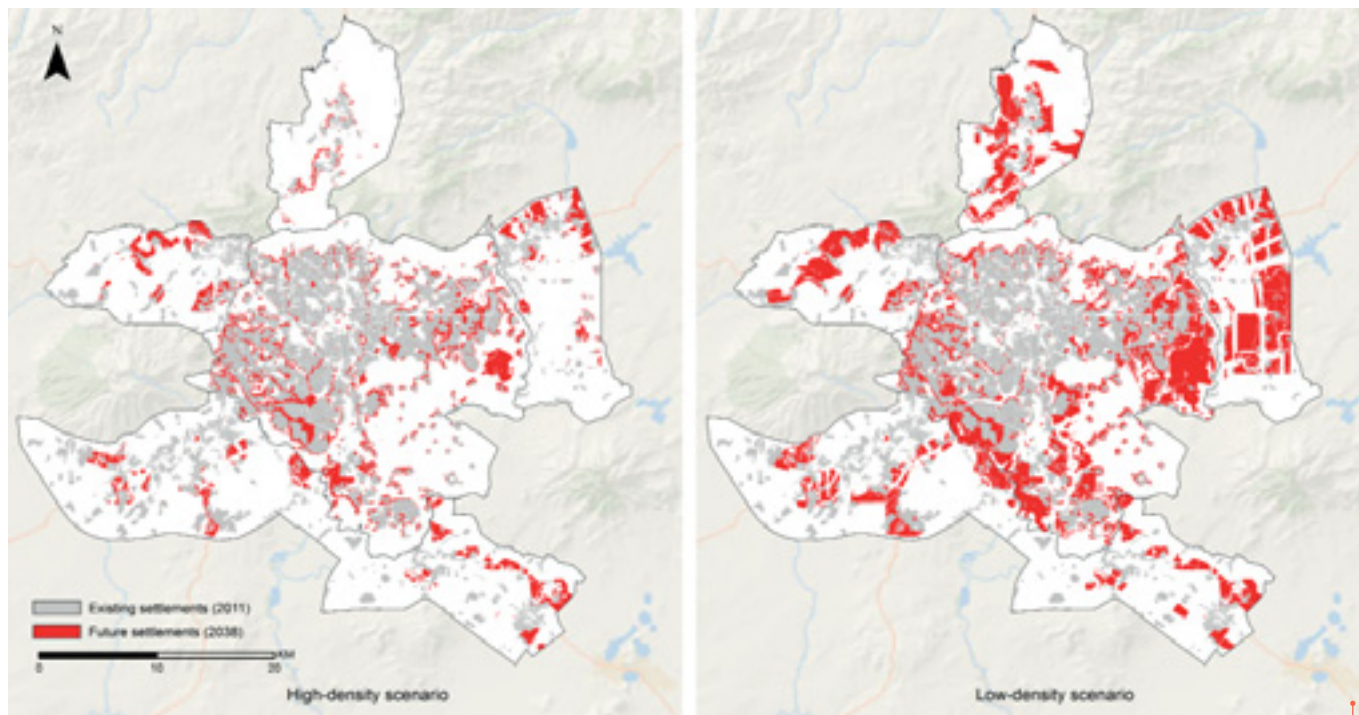 N
Existing settlements (2011)
Future settlements (2038)
KM
0 10 20
High-density scenario
Low-density scenario